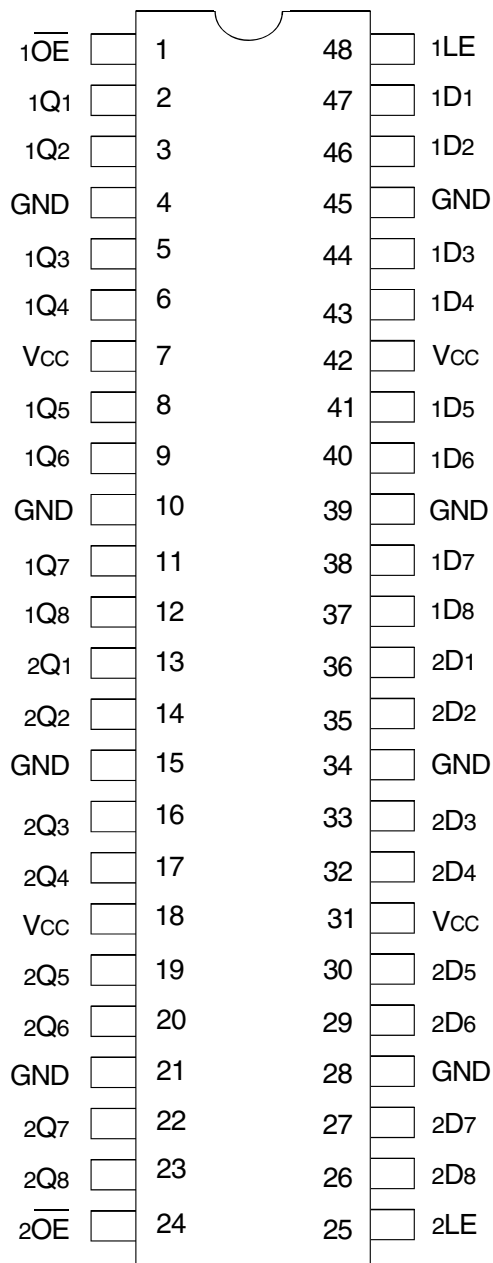 1O̅E̅ 1 48 1LE
1Q1 2 47 1D1
1Q2 3 46 1D2
GND 4 45 GND
1Q3 5 44 1D3
1Q4 6 43 1D4
VCC 7 42 VCC
1Q5 8 41 1D5
1Q6 9 40 1D6
GND 10 39 GND
1Q7 11 38 1D7
1Q8 12 37 1D8
2Q1 13 36 2D1
2Q2 14 35 2D2
GND 15 34 GND
2Q3 16 33 2D3
2Q4 17 32 2D4
VCC 18 31 VCC
2Q5 19 30 2D5
2Q6 20 29 2D6
GND 21 28 GND
2Q7 22 27 2D7
2Q8 23 26 2D8
2O̅E̅ 24 25 2LE